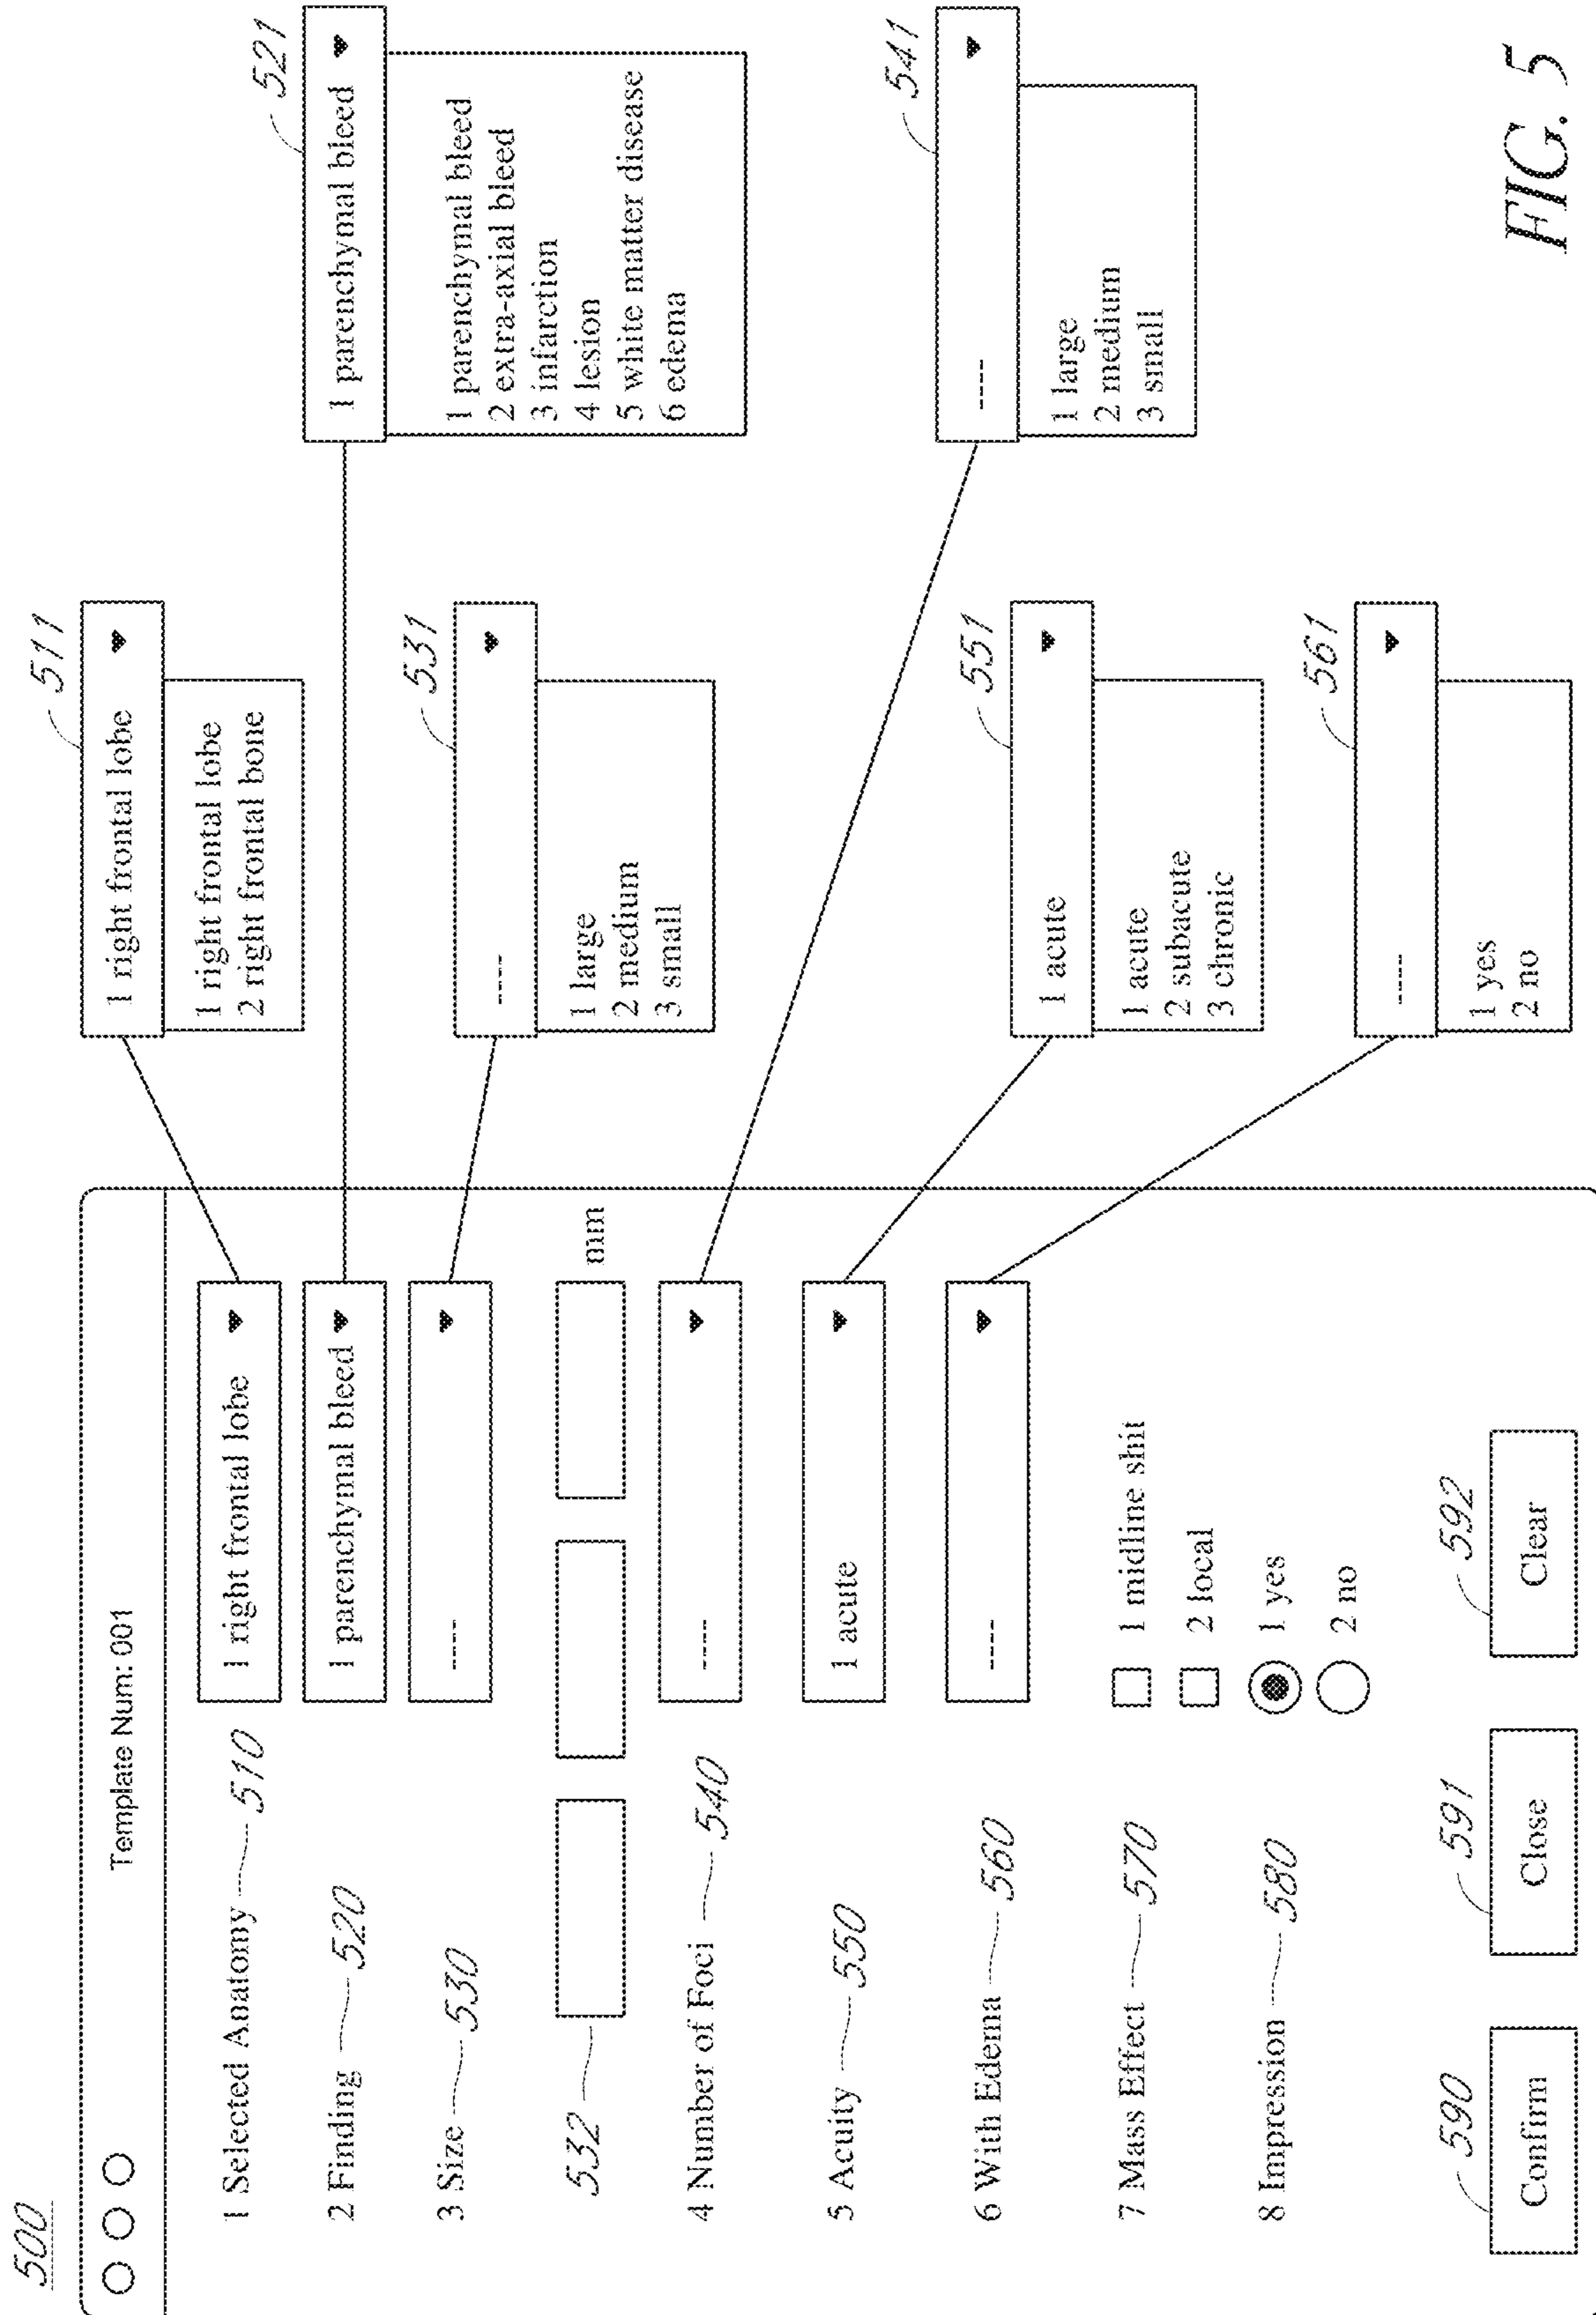 500
Template Num: 001
1 Selected Anatomy 510
1 right frontal lobe
2 Finding 520
1 parenchymal bleed
3 Size 530
----
532
mm
4 Number of Foci 540
----
5 Acuity 550
1 acute
6 With Edema 560
----
7 Mass Effect 570
1 midline shit
2 local
8 Impression 580
1 yes
2 no
590
Confirm
591
Close
592
Clear
511
1 right frontal lobe
1 right frontal lobe
2 right frontal bone
521
1 parenchymal bleed
1 parenchymal bleed
2 extra-axial bleed
3 infarction
4 lesion
5 white matter disease
6 edema
531
----
1 large
2 medium
3 small
541
----
1 large
2 medium
3 small
551
1 acute
1 acute
2 subacute
3 chronic
561
----
1 yes
2 no
FIG. 5